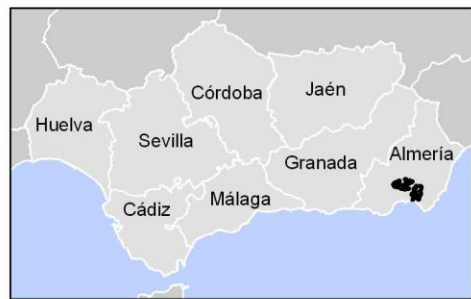 Córdoba
Jaén
Huelva
Sevilla
Granada
Almería
Cádiz
Málaga